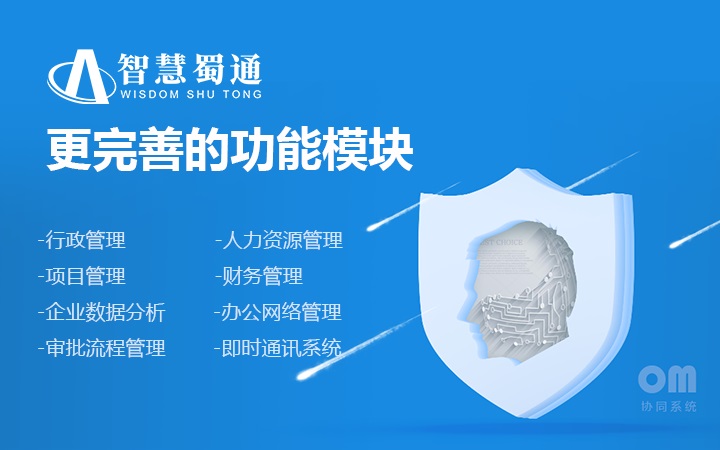 智慧蜀通
WISDOM SHU TONG
更完善的功能模块
-行政管理
-人力资源管理
-项目管理
-财务管理
-企业数据分析
-办公网络管理
-审批流程管理
-即时通讯系统
om
协同系统